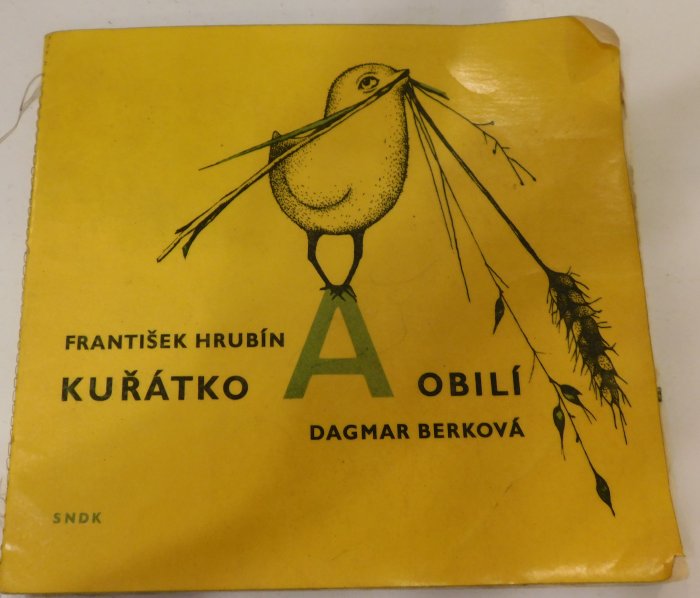 FRANTIŠEK HRUBÍN
KUŘÁTKO A OBILÍ
DAGMAR BERKOVÁ
SNDK